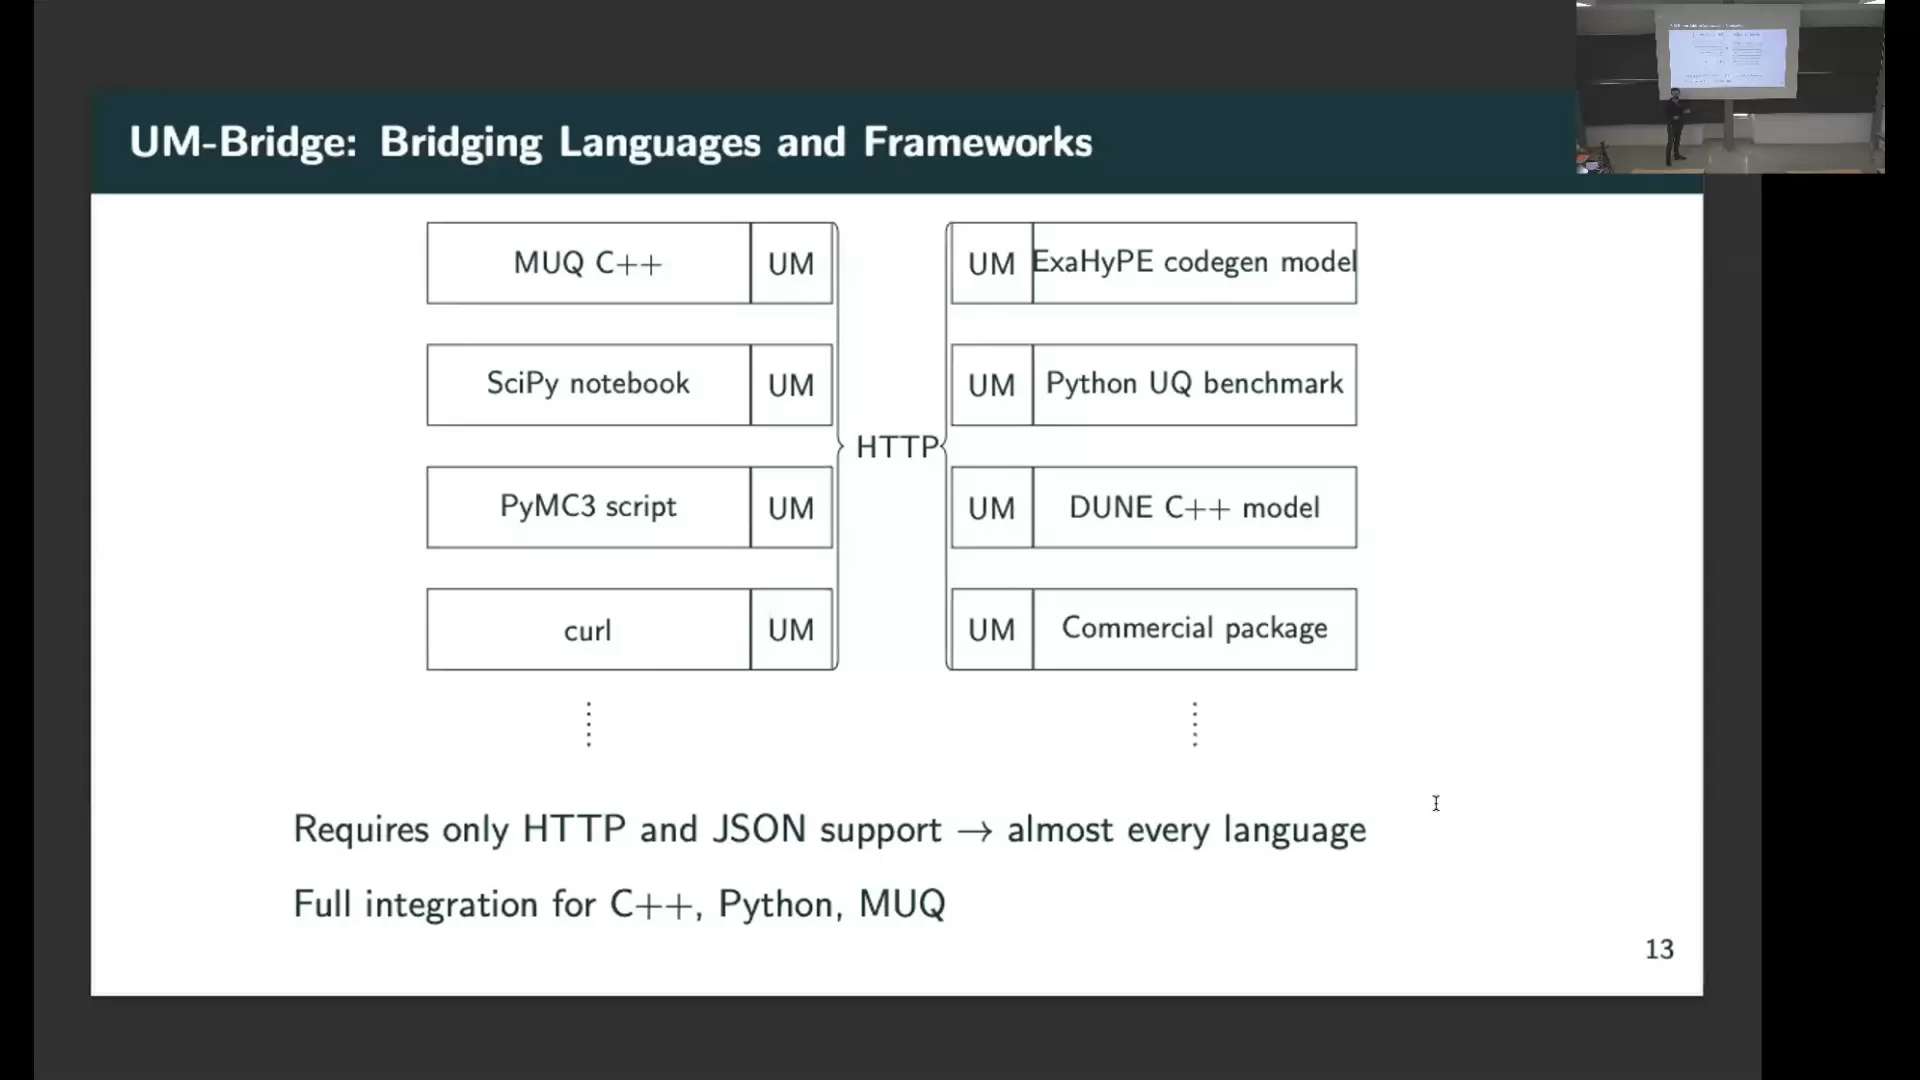 UM-Bridge: Bridging Languages and Frameworks
MUQ C++ UM UM ExaHyPE codegen model
SciPy notebook UM UM Python UQ benchmark
HTTP
PyMC3 script UM UM DUNE C++ model
curl UM UM Commercial package
Requires only HTTP and JSON support → almost every language
Full integration for C++, Python, MUQ
13